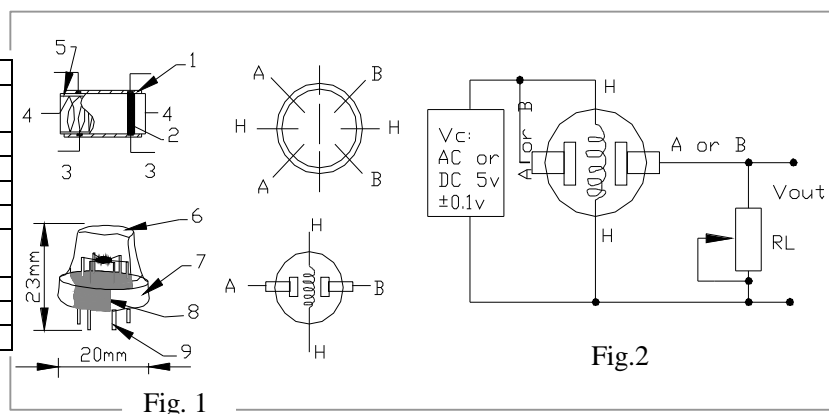 5
1
4
4
2
3
3
A
B
H
H
A
B
6
7
8
9
23mm
20mm
A
B
H
H
Fig. 1
Vc:
AC or
DC 5v
±0.1v
A or B
H
H
A or B
Vout
RL
Fig.2